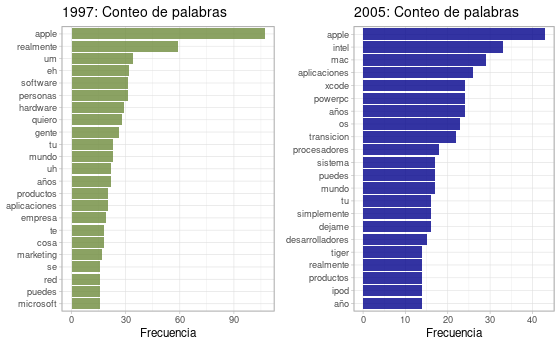 1997: Conteo de palabras
apple
realmente
um
eh
software
personas
hardware
quiero
gente
tu
mundo
uh
años
productos
aplicaciones
empresa
te
cosa
marketing
se
red
puedes
microsoft
0 30 60 90
Frecuencia
2005: Conteo de palabras
apple
intel
mac
aplicaciones
xcode
powerpc
años
os
transicion
procesadores
sistema
puedes
mundo
tu
simplemente
dejame
desarrolladores
tiger
realmente
productos
ipod
año
0 10 20 30 40
Frecuencia